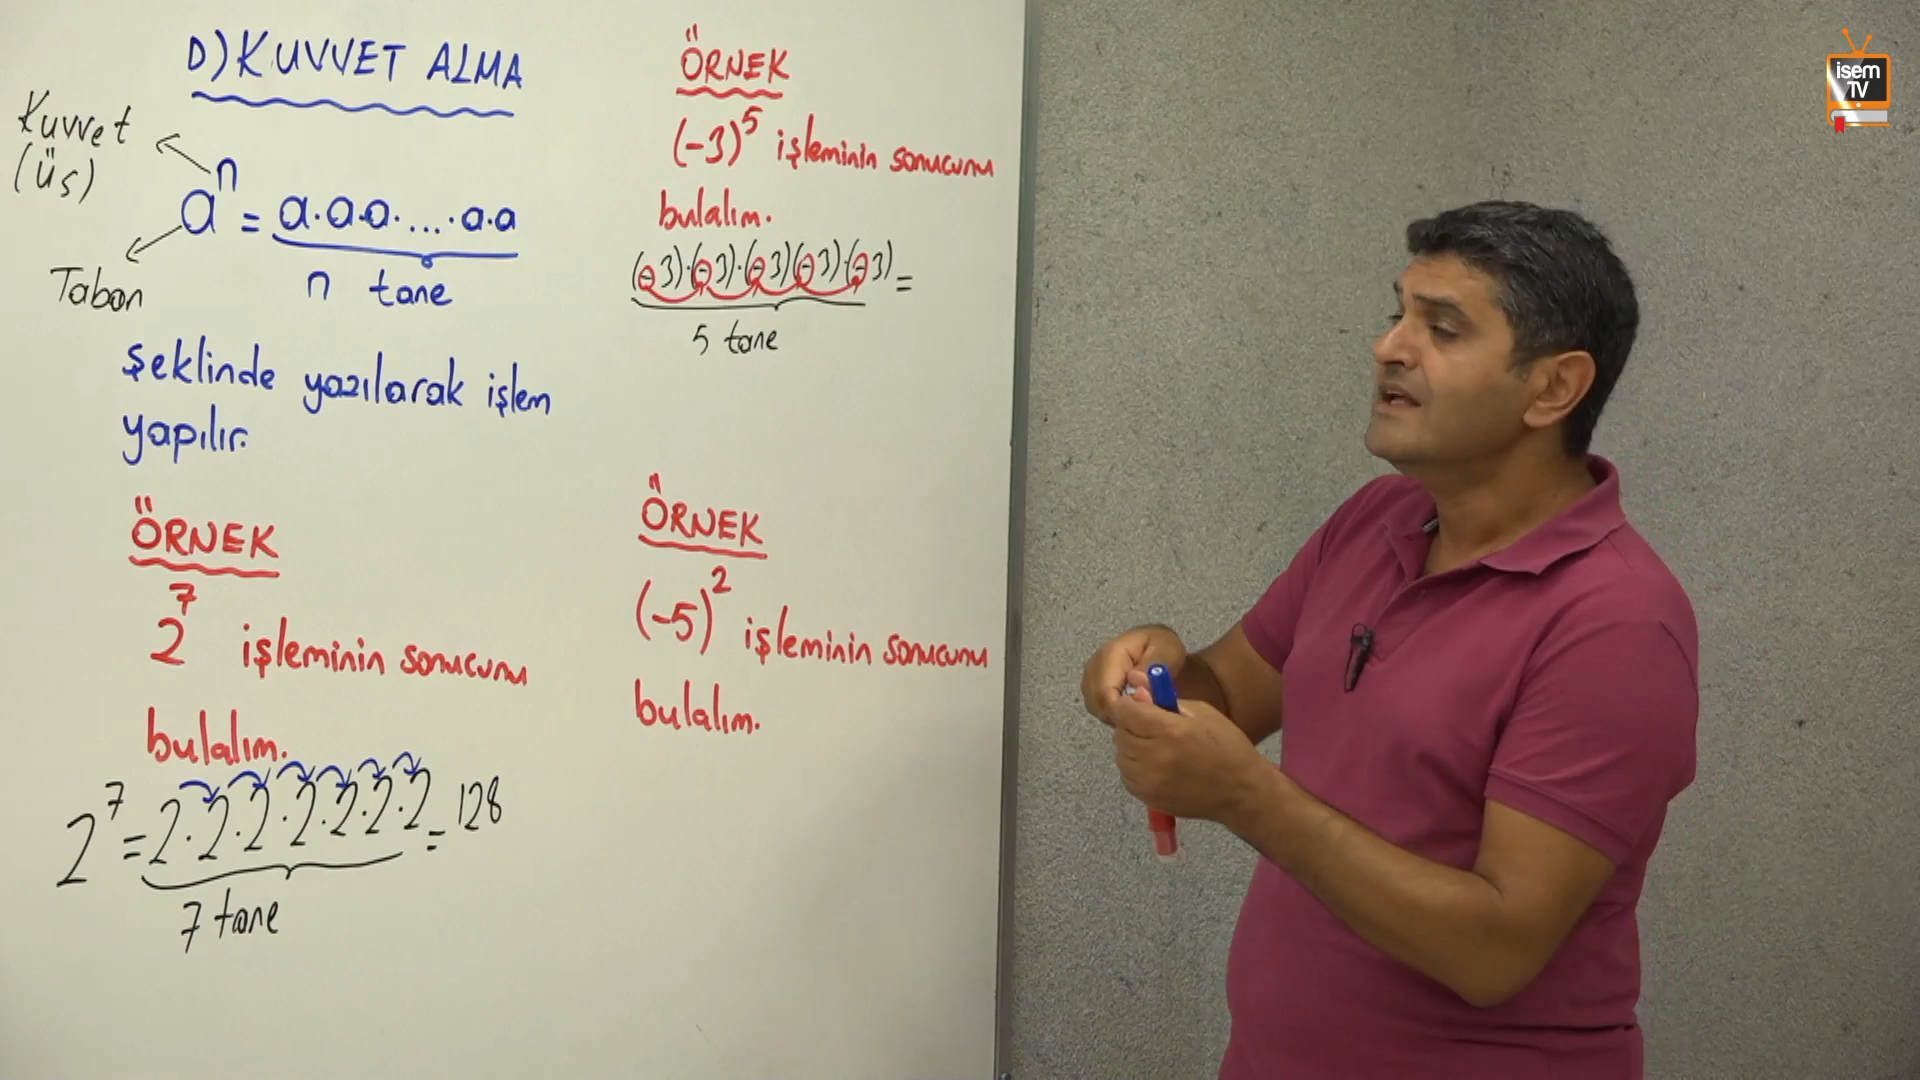 D) KUVVET ALMA
Kuvvet
(Üs)
aⁿ = a.a.a. ... .a.a
Taban
n tane
şeklinde yazılarak işlem
yapılır.
ÖRNEK
2⁷ işleminin sonucunu
bulalım.
2⁷ = 2.2.2.2.2.2.2 = 128
7 tane
ÖRNEK
(-3)⁵ işleminin sonucunu
bulalım.
(-3).(-3).(-3)(-3).(-3) =
5 tane
ÖRNEK
(-5)² işleminin sonucunu
bulalım.
isem
TV